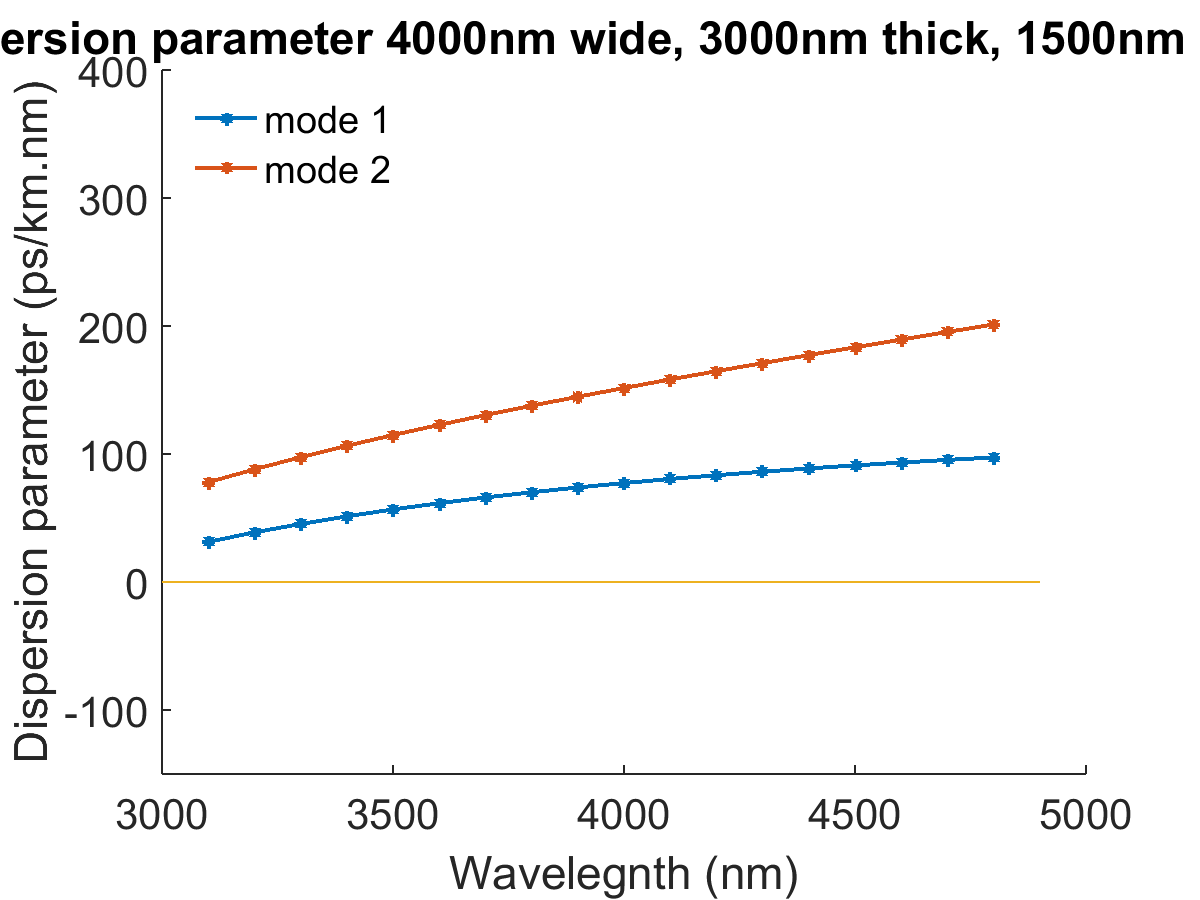 ersion parameter 4000nm wide, 3000nm thick, 1500nm
400
300
200
100
0
-100
Dispersion parameter (ps/km.nm)
mode 1
mode 2
3000
3500
4000
4500
5000
Wavelegnth (nm)